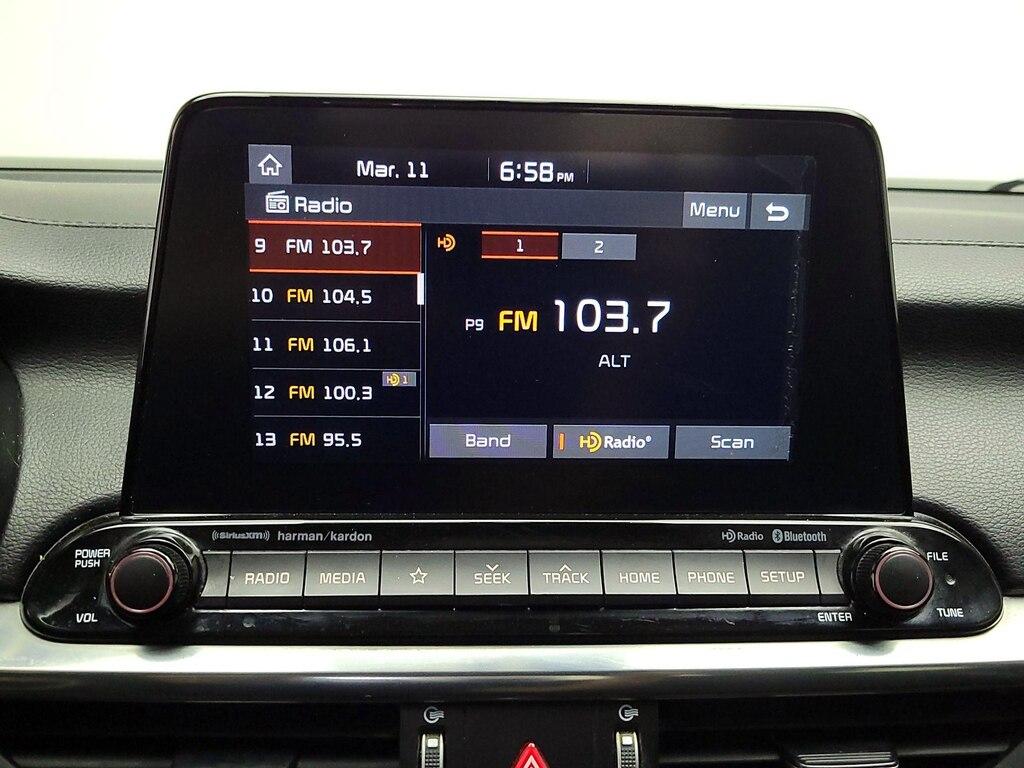 Mar. 11 6:58 PM
Radio Menu
9 FM 103.7
10 FM 104.5
11 FM 106.1
12 FM 100.3 HD 1
13 FM 95.5
HD 1 2
P9 FM 103.7
ALT
Band HD Radio® Scan
((SiriusXM)) harman/kardon HD Radio Bluetooth
POWER
PUSH
VOL
RADIO MEDIA SEEK TRACK HOME PHONE SETUP
FILE
ENTER TUNE